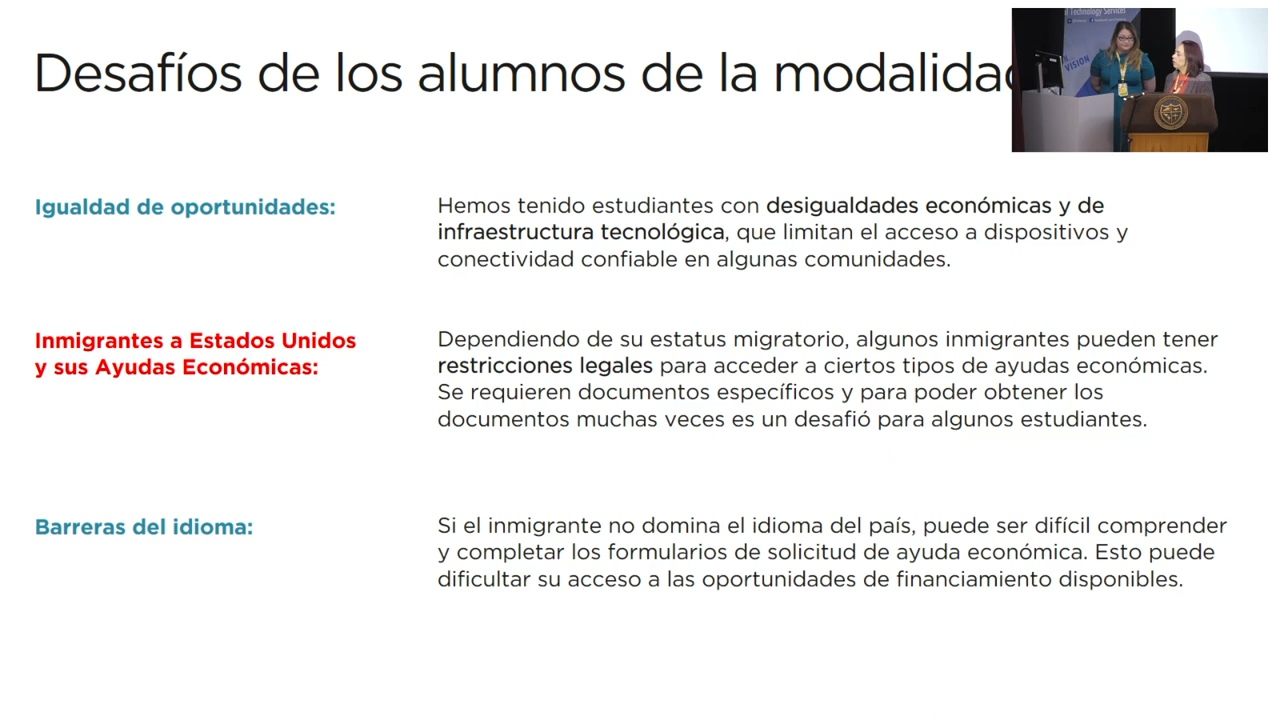 Desafíos de los alumnos de la modalidad
l Technology Services
VISION
Igualdad de oportunidades:
Hemos tenido estudiantes con desigualdades económicas y de
infraestructura tecnológica, que limitan el acceso a dispositivos y
conectividad confiable en algunas comunidades.
Inmigrantes a Estados Unidos
y sus Ayudas Económicas:
Dependiendo de su estatus migratorio, algunos inmigrantes pueden tener
restricciones legales para acceder a ciertos tipos de ayudas económicas.
Se requieren documentos específicos y para poder obtener los
documentos muchas veces es un desafió para algunos estudiantes.
Barreras del idioma:
Si el inmigrante no domina el idioma del país, puede ser difícil comprender
y completar los formularios de solicitud de ayuda económica. Esto puede
dificultar su acceso a las oportunidades de financiamiento disponibles.